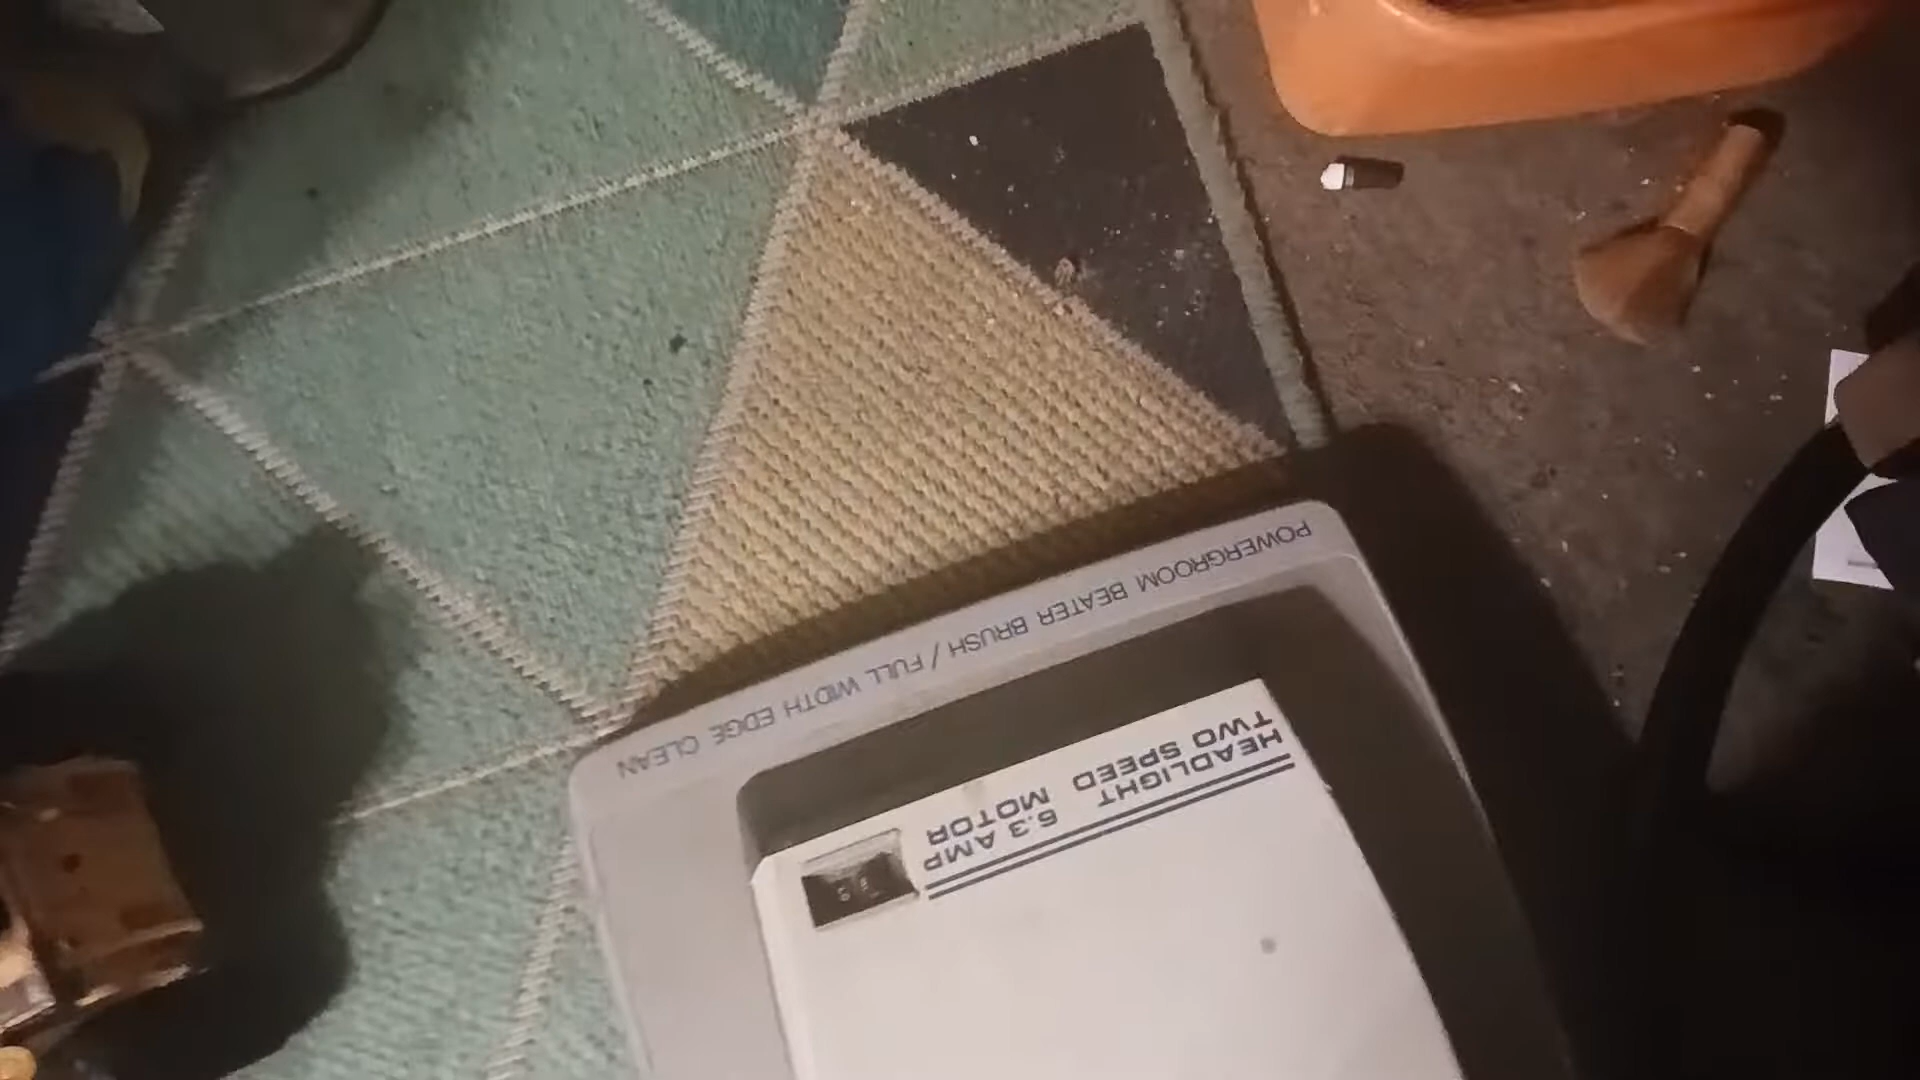 POWERGROOM BEATER BRUSH / FULL WIDTH EDGE CLEAN
TWO SPEED MOTOR
HEADLIGHT 6.3 AMP